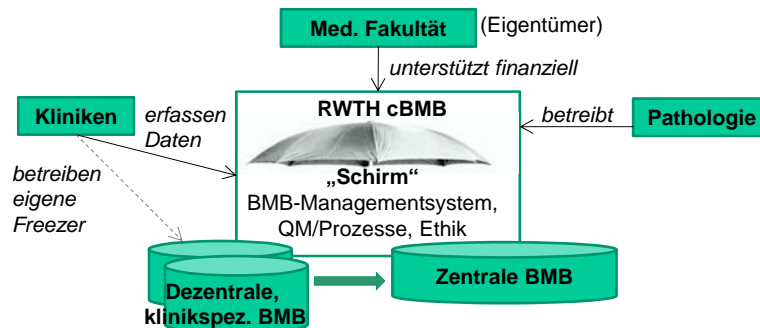 Med. Fakultät (Eigentümer)
unterstützt finanziell
RWTH cBMB
Kliniken
erfassen
Daten
betreibt
Pathologie
betreiben
eigene
Freezer
„Schirm“
BMB-Managementsystem,
QM/Prozesse, Ethik
Dezentrale,
klinikspez. BMB
Zentrale BMB